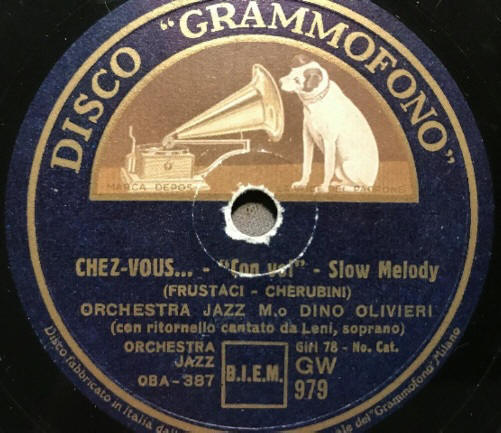 DISCO "GRAMMOFONO"
MARCA DEPOS.
CHEZ-VOUS... - "Con voi" - Slow Melody
(FRUSTACI - CHERUBINI)
ORCHESTRA JAZZ M.o DINO OLIVIERI
(con ritornello cantato da Leni, soprano)
ORCHESTRA JAZZ
OBA-387
B.I.E.M.
Giri 78 - No. Cat.
GW
979
Disco fabbricato in Italia dalla
ale del "Grammofono" Milano